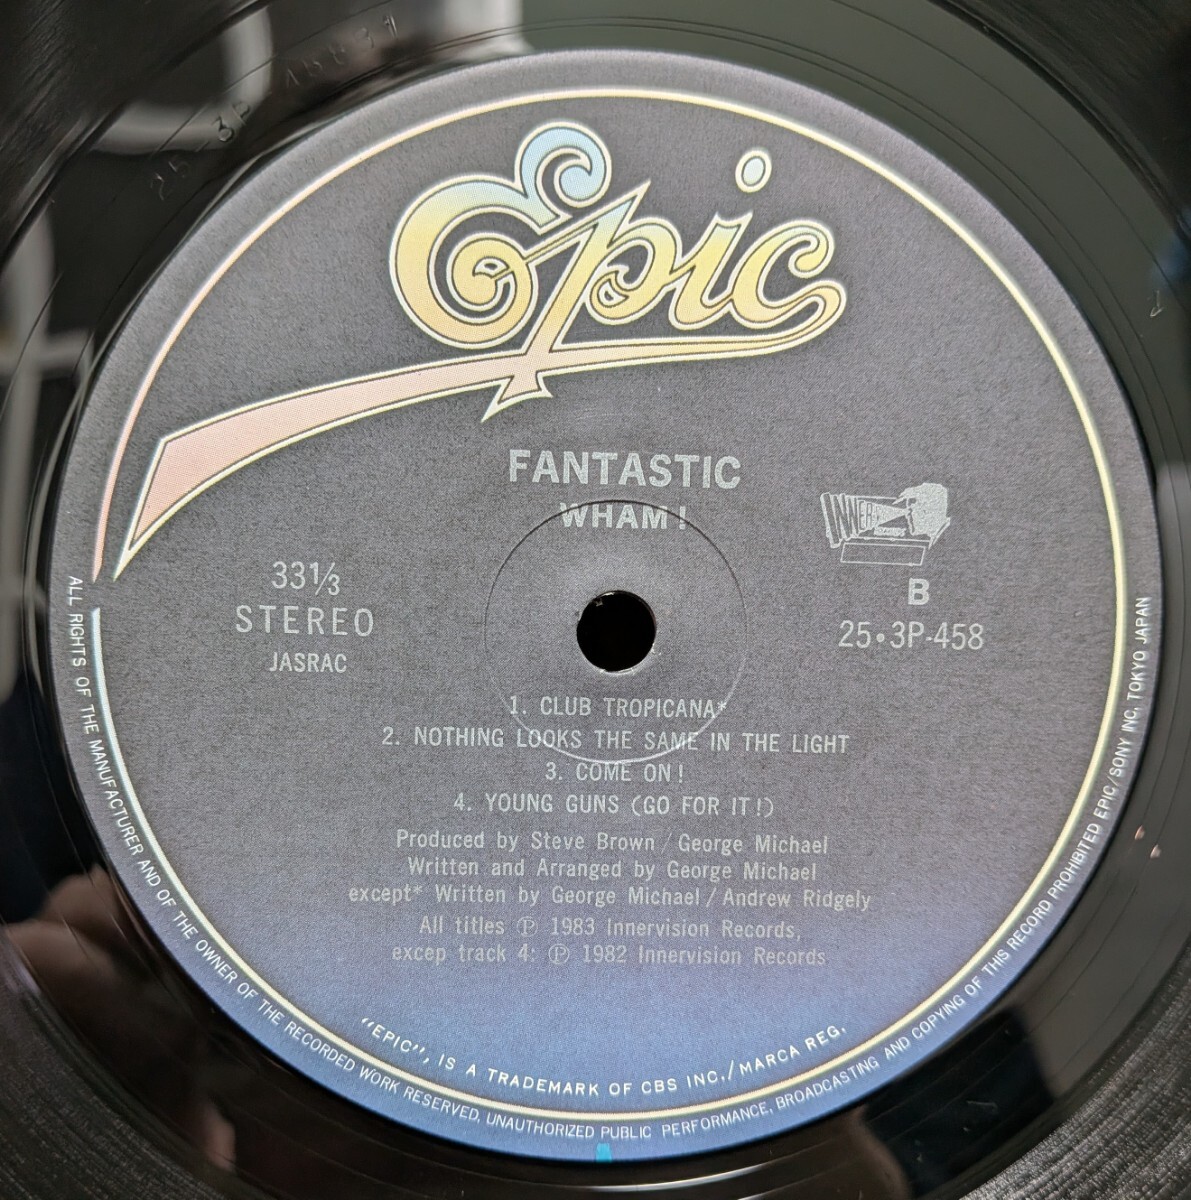 Epic
FANTASTIC
WHAM!
INNERVISION
RECORDS
33⅓
STEREO
JASRAC
B
25•3P-458
1. CLUB TROPICANA*
2. NOTHING LOOKS THE SAME IN THE LIGHT
3. COME ON!
4. YOUNG GUNS (GO FOR IT!)
Produced by Steve Brown / George Michael
Written and Arranged by George Michael
except* Written by George Michael / Andrew Ridgely
All titles ℗ 1983 Innervision Records,
excep track 4: ℗ 1982 Innervision Records
"EPIC", IS A TRADEMARK OF CBS INC./MARCA REG.
ALL RIGHTS OF THE MANUFACTURER AND OF THE OWNER OF THE RECORDED WORK RESERVED, UNAUTHORIZED PUBLIC PERFORMANCE, BROADCASTING AND COPYING OF THIS RECORD PROHIBITED EPIC/SONY INC. TOKYO JAPAN